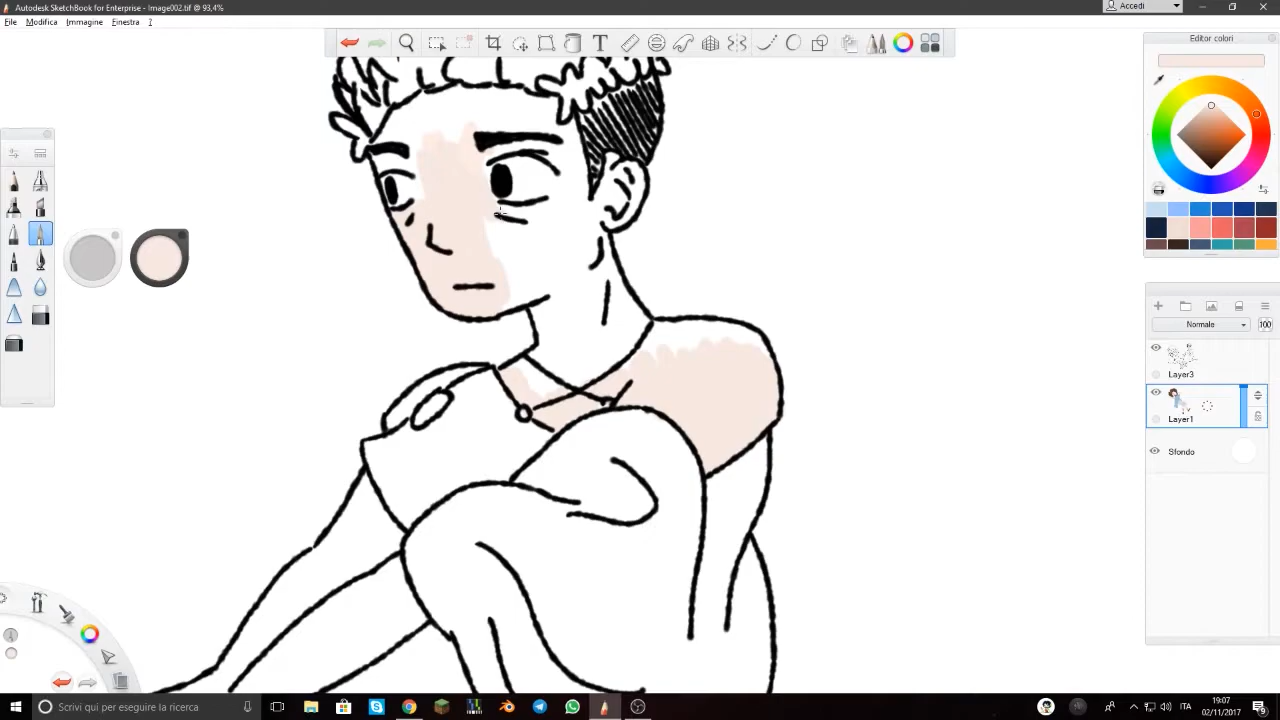 Autodesk SketchBook for Enterprise - Image002.tif @ 93,4%
Accedi
File Modifica Immagine Finestra ?
Editor colori
Normale 100
Layer3
Layer1
Sfondo
Scrivi qui per eseguire la ricerca
ITA
19:07
02/11/2017